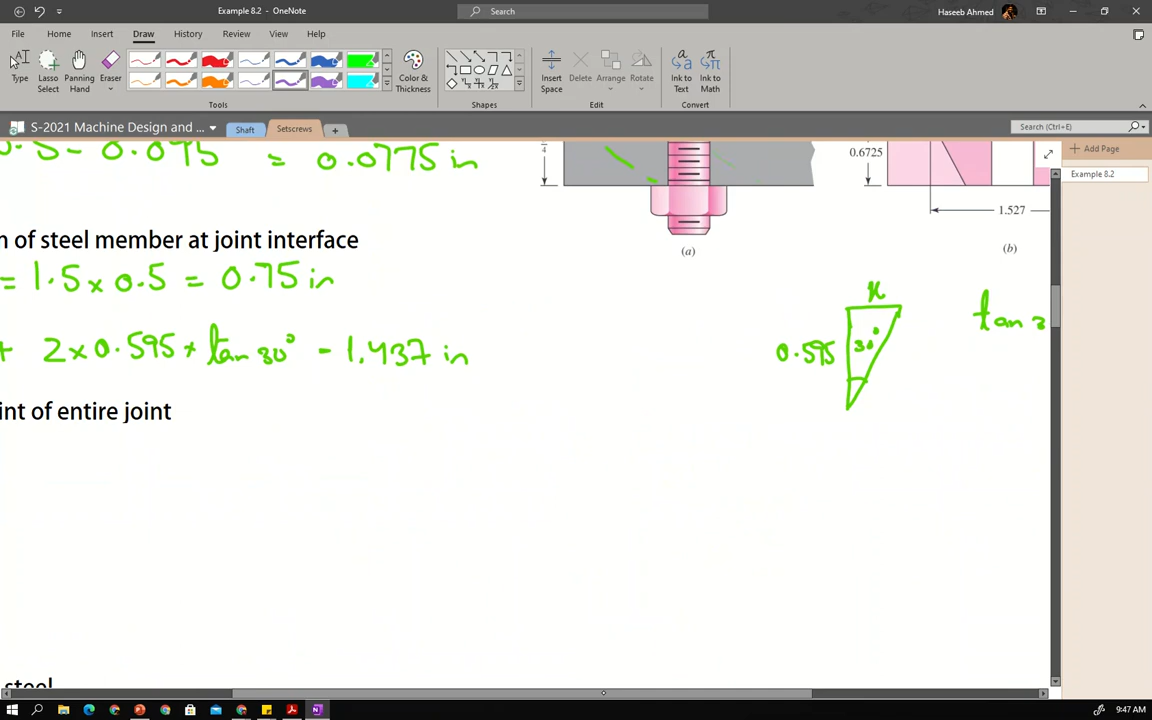 Example 8.2 - OneNote
Search
Haseeb Ahmed
File Home Insert Draw History Review View Help
Type
Lasso Select
Panning Hand
Eraser
Color & Thickness
Insert Space
Delete
Arrange
Rotate
Ink to Text
Ink to Math
Tools
Shapes
Edit
Convert
S-2021 Machine Design and ...
Shaft
Setscrews
Search (Ctrl+E)
Add Page
Example 8.2
0.095 = 0.0775 in
0.6725
1.527
(a)
(b)
n of steel member at joint interface
= 1.5 x 0.5 = 0.75 in
x
tan 3
+ 2 x 0.595 * tan 30° - 1.437 in
0.595
30°
int of entire joint
steel
9:47 AM